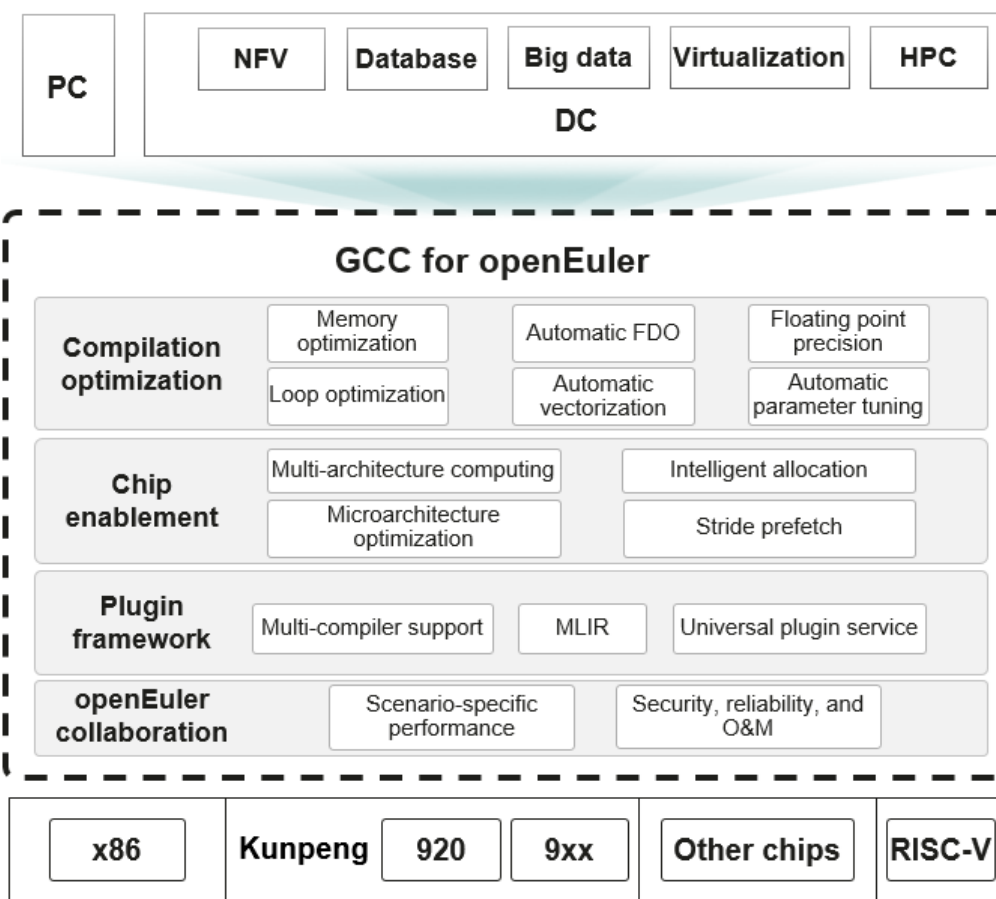 PC
NFV
Database
Big data
Virtualization
HPC
DC
GCC for openEuler
Compilation
optimization
Memory
optimization
Automatic FDO
Floating point
precision
Loop optimization
Automatic
vectorization
Automatic
parameter tuning
Chip
enablement
Multi-architecture computing
Intelligent allocation
Microarchitecture
optimization
Stride prefetch
Plugin
framework
Multi-compiler support
MLIR
Universal plugin service
openEuler
collaboration
Scenario-specific
performance
Security, reliability, and
O&M
x86
Kunpeng
920
9xx
Other chips
RISC-V